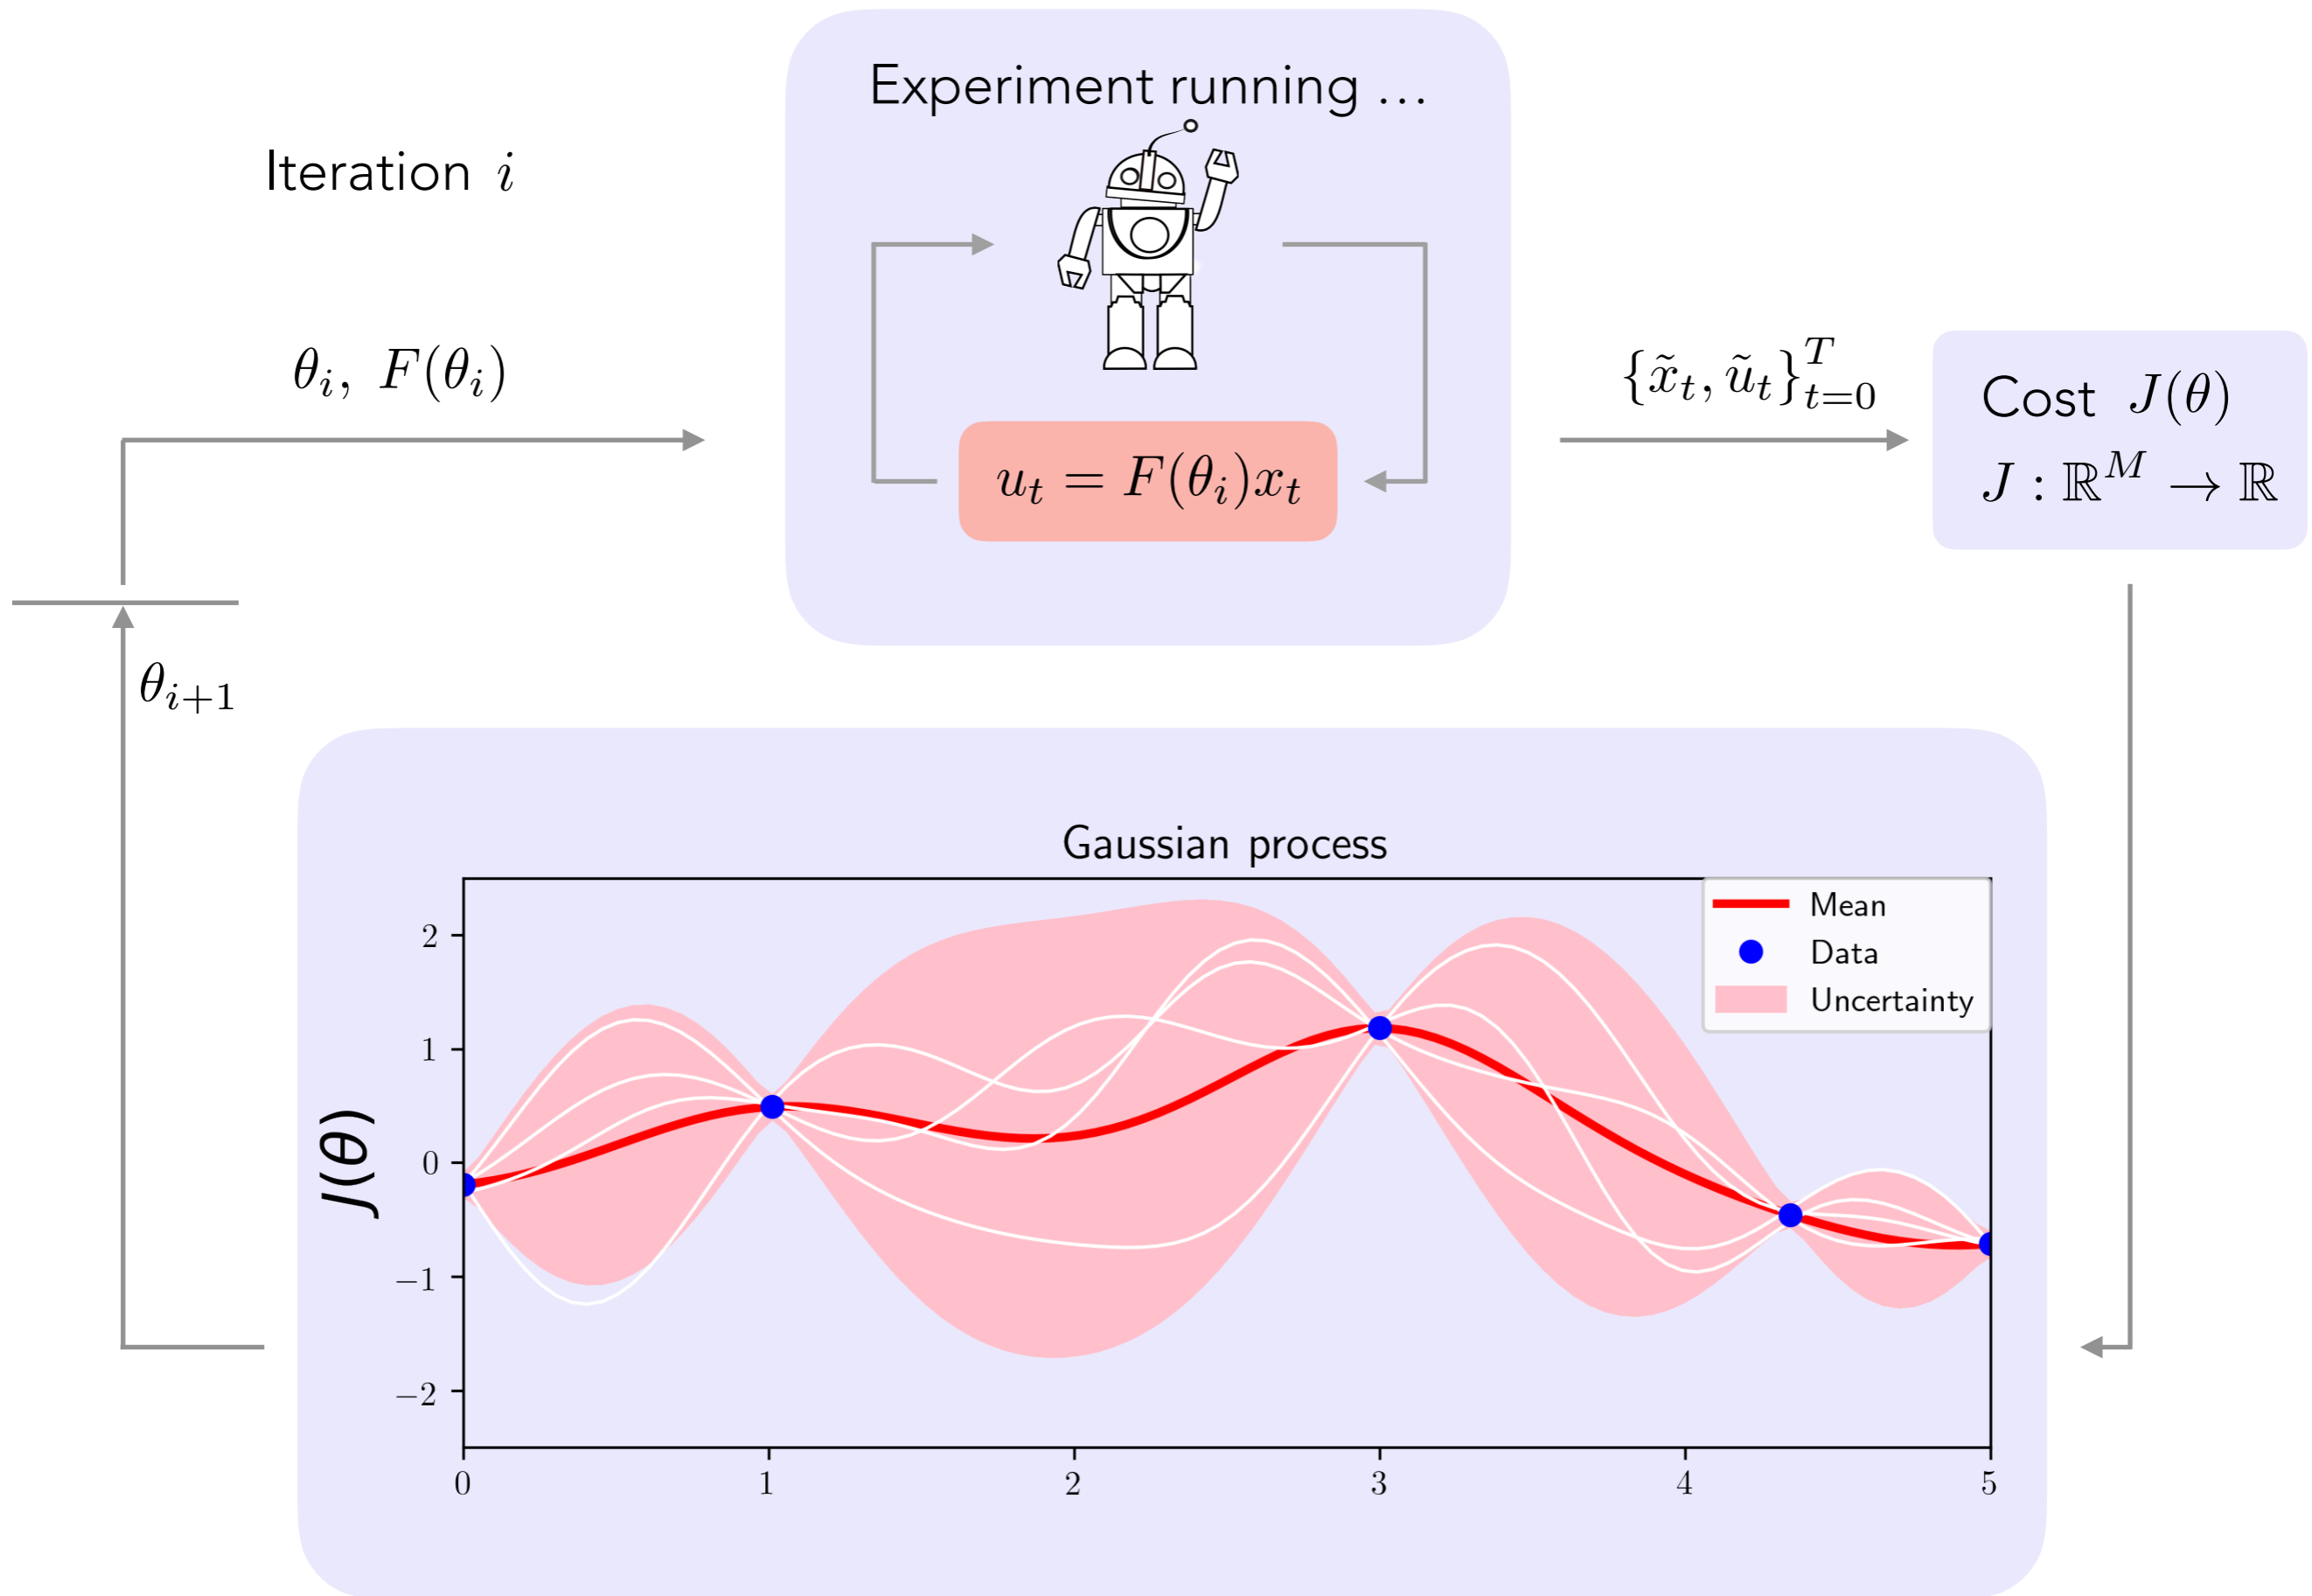 Experiment running …
Iteration i
θ_i, F(θ_i)
u_t = F(θ_i)x_t
{x̃_t, ũ_t}_{t=0}^T
Cost J(θ)
J : ℝ^M → ℝ
θ_{i+1}
Gaussian process
Mean
Data
Uncertainty
J(θ)
2
1
0
−1
−2
0 1 2 3 4 5